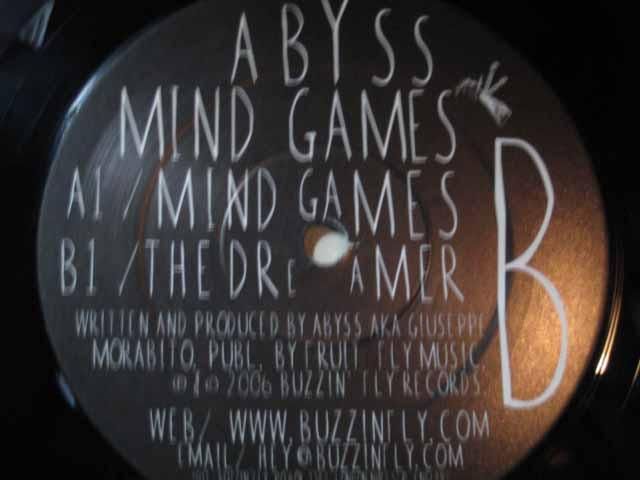 ABYSS
MIND GAMES
A1 / MIND GAMES
B1 / THE DREAMER
B
WRITTEN AND PRODUCED BY ABYSS AKA GIUSEPPE
MORABITO, PUBL. BY FRUIT FLY MUSIC
℗ & © 2006 BUZZIN' FLY RECORDS.
WEB/ WWW.BUZZINFLY.COM
EMAIL/ HEY@BUZZINFLY.COM